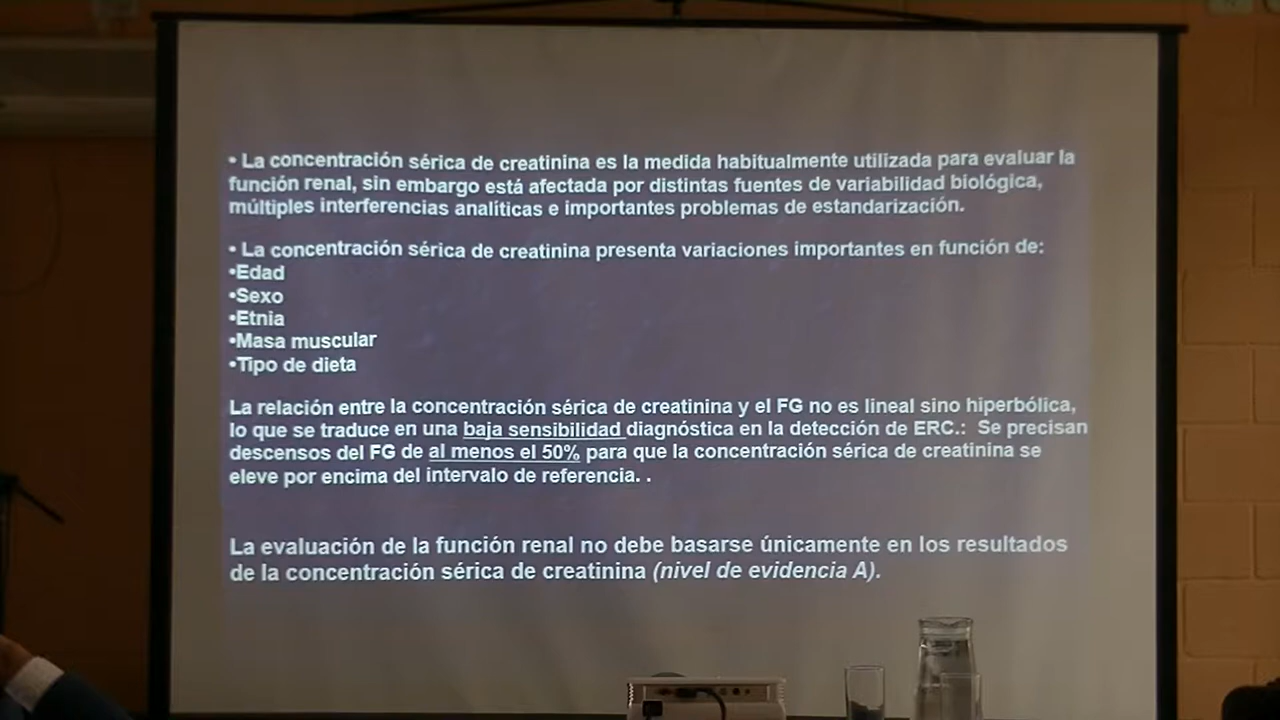 • La concentración sérica de creatinina es la medida habitualmente utilizada para evaluar la
función renal, sin embargo está afectada por distintas fuentes de variabilidad biológica,
múltiples interferencias analíticas e importantes problemas de estandarización.
• La concentración sérica de creatinina presenta variaciones importantes en función de:
•Edad
•Sexo
•Etnia
•Masa muscular
•Tipo de dieta
La relación entre la concentración sérica de creatinina y el FG no es lineal sino hiperbólica,
lo que se traduce en una baja sensibilidad diagnóstica en la detección de ERC.: Se precisan
descensos del FG de al menos el 50% para que la concentración sérica de creatinina se
eleve por encima del intervalo de referencia. .
La evaluación de la función renal no debe basarse únicamente en los resultados
de la concentración sérica de creatinina (nivel de evidencia A).